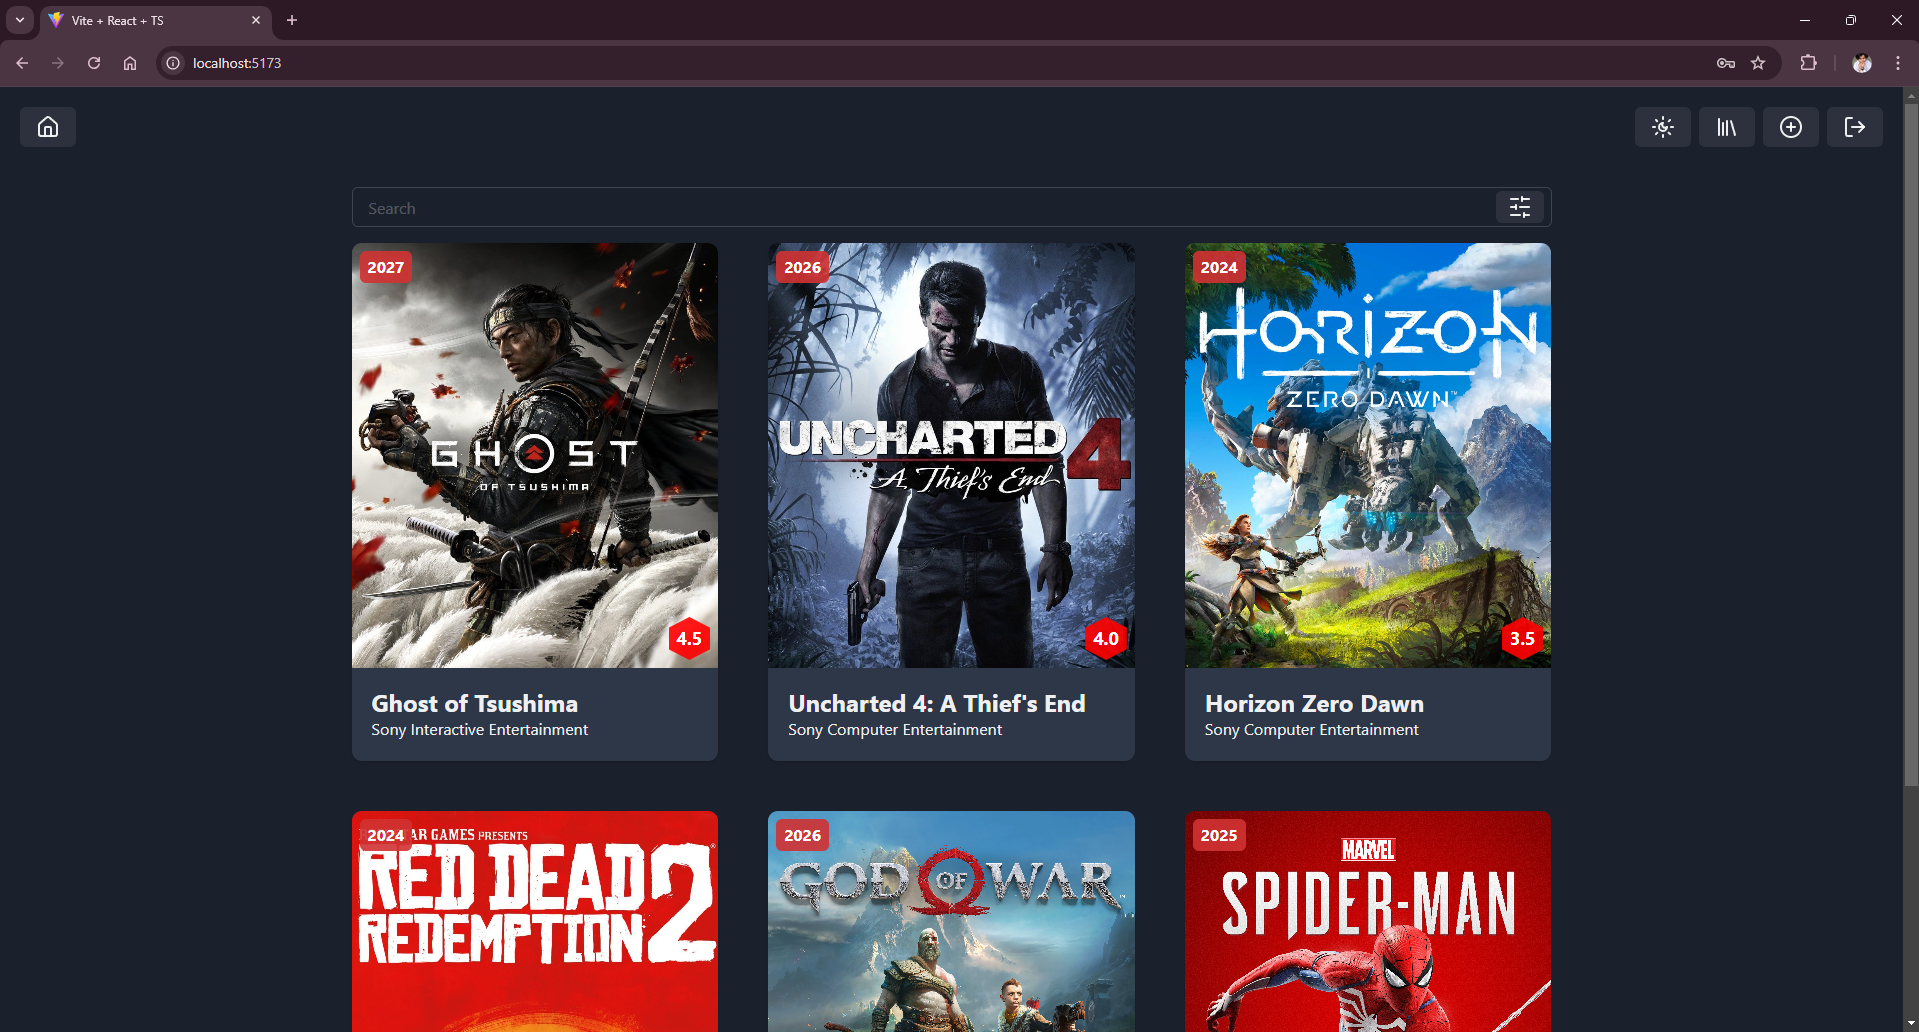 Vite + React + TS
localhost:5173
Search
2027
GHOST
OF TSUSHIMA
4.5
Ghost of Tsushima
Sony Interactive Entertainment
2026
UNCHARTED 4
A Thief's End
4.0
Uncharted 4: A Thief's End
Sony Computer Entertainment
2024
HORIZON
ZERO DAWN™
3.5
Horizon Zero Dawn
Sony Computer Entertainment
2024
AR GAMES PRESENTS
RED DEAD
REDEMPTION 2
2026
GOD OF WAR
2025
MARVEL
SPIDER-MAN